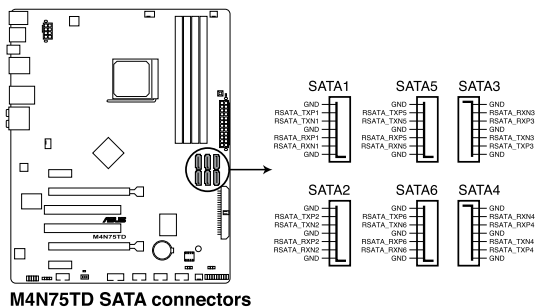 SATA1
GND
RSATA_TXP1
RSATA_TXN1
GND
RSATA_RXP1
RSATA_RXN1
GND
SATA5
GND
RSATA_TXP5
RSATA_TXN5
GND
RSATA_RXP5
RSATA_RXN5
GND
SATA3
GND
RSATA_RXN3
RSATA_RXP3
GND
RSATA_TXN3
RSATA_TXP3
GND
SATA2
GND
RSATA_TXP2
RSATA_TXN2
GND
RSATA_RXP2
RSATA_RXN2
GND
SATA6
GND
RSATA_TXP6
RSATA_TXN6
GND
RSATA_RXP6
RSATA_RXN6
GND
SATA4
GND
RSATA_RXN4
RSATA_RXP4
GND
RSATA_TXN4
RSATA_TXP4
GND
ASUS
M4N75TD
M4N75TD SATA connectors